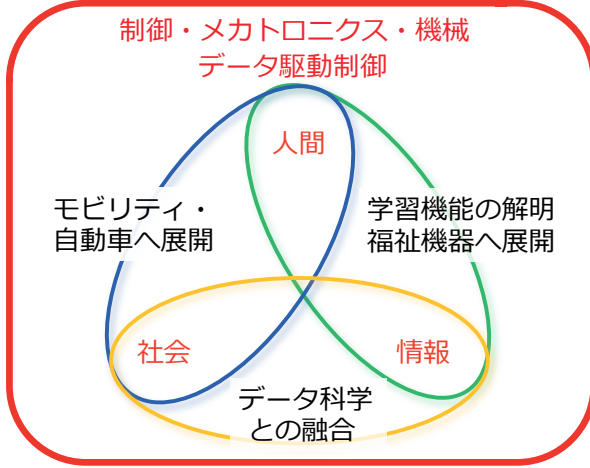 制御・メカトロニクス・機械
データ駆動制御
人間
モビリティ・
自動車へ展開
学習機能の解明
福祉機器へ展開
社会
情報
データ科学
との融合